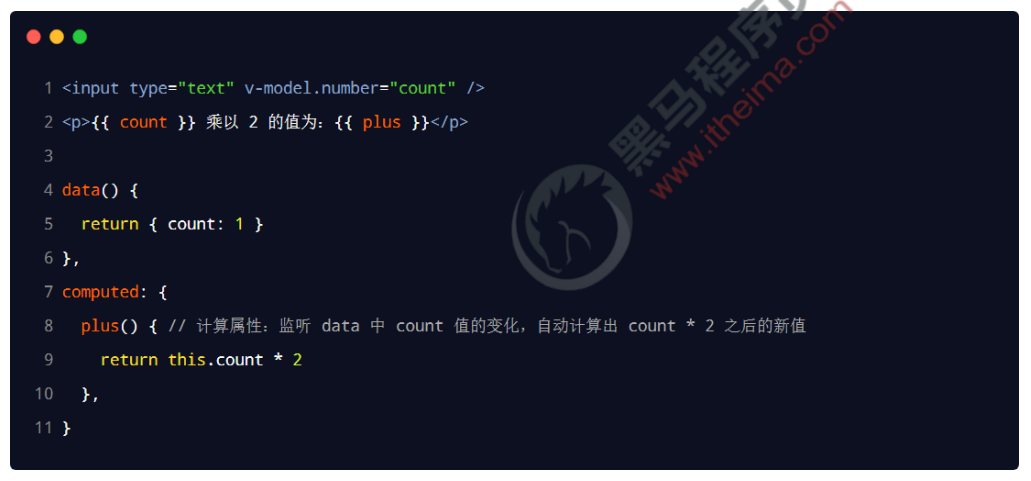 1 <input type="text" v-model.number="count" />
2 <p>{{ count }} 乘以 2 的值为：{{ plus }}</p>
3
4 data() {
5   return { count: 1 }
6 },
7 computed: {
8   plus() { // 计算属性：监听 data 中 count 值的变化，自动计算出 count * 2 之后的新值
9     return this.count * 2
10   },
11 }
黑马程序员
www.itheima.com